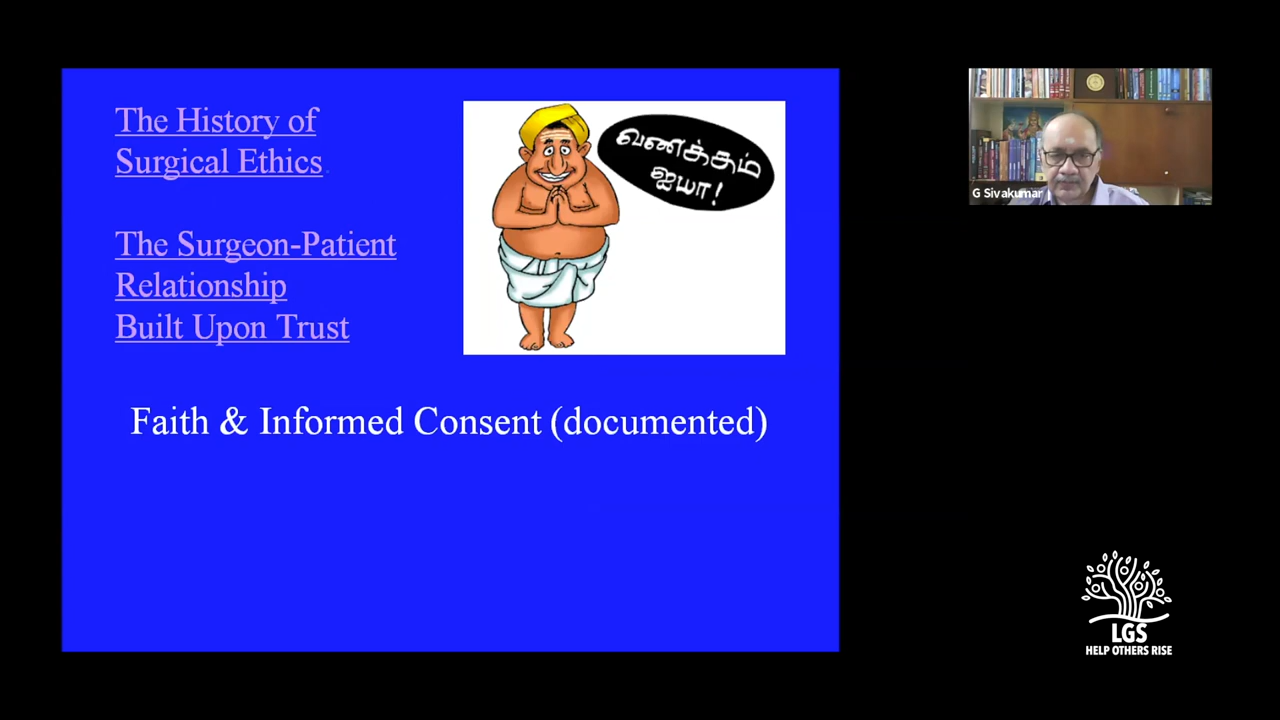 The History of
Surgical Ethics
The Surgeon-Patient
Relationship
Built Upon Trust
வணக்கம்
ஐயா!
Faith & Informed Consent (documented)
G Sivakumar
LGS
HELP OTHERS RISE